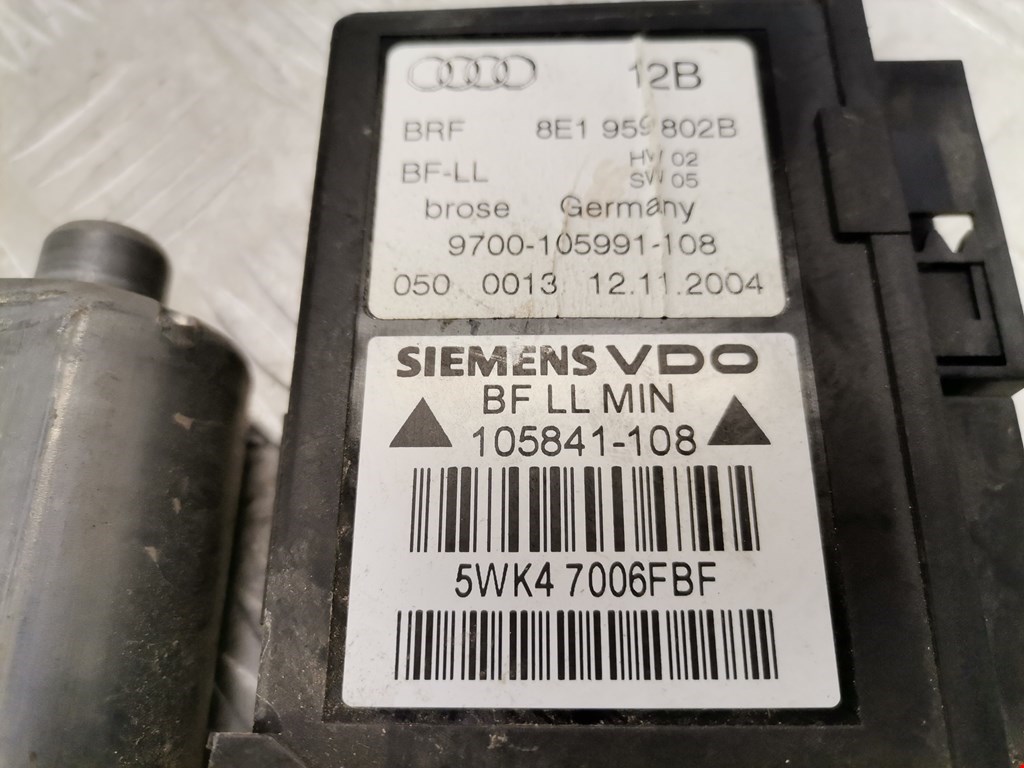 12B
BRF 8E1 959 802B
BF-LL HW 02
SW 05
brose Germany
9700-105991-108
050 0013 12.11.2004
SIEMENS VDO
BF LL MIN
105841-108
5WK4 7006FBF